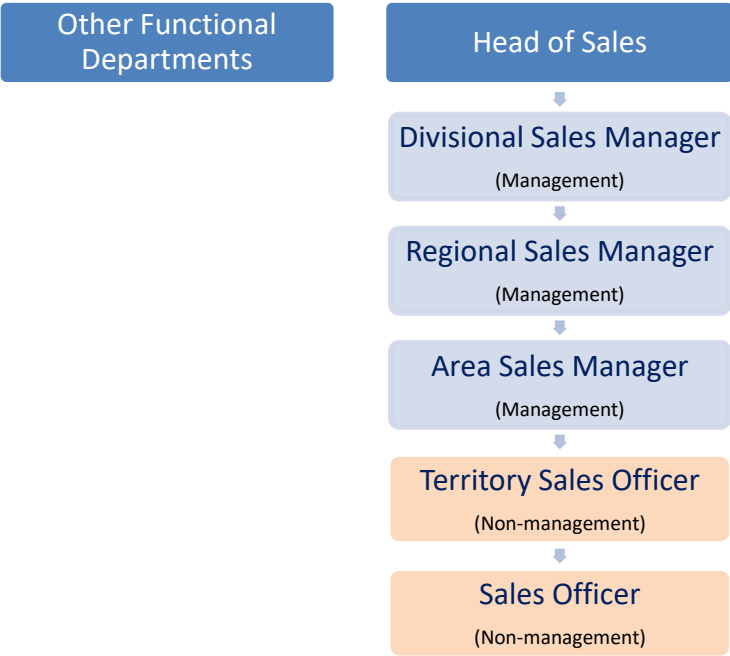 Other Functional
Departments
Head of Sales
Divisional Sales Manager
(Management)
Regional Sales Manager
(Management)
Area Sales Manager
(Management)
Territory Sales Officer
(Non-management)
Sales Officer
(Non-management)